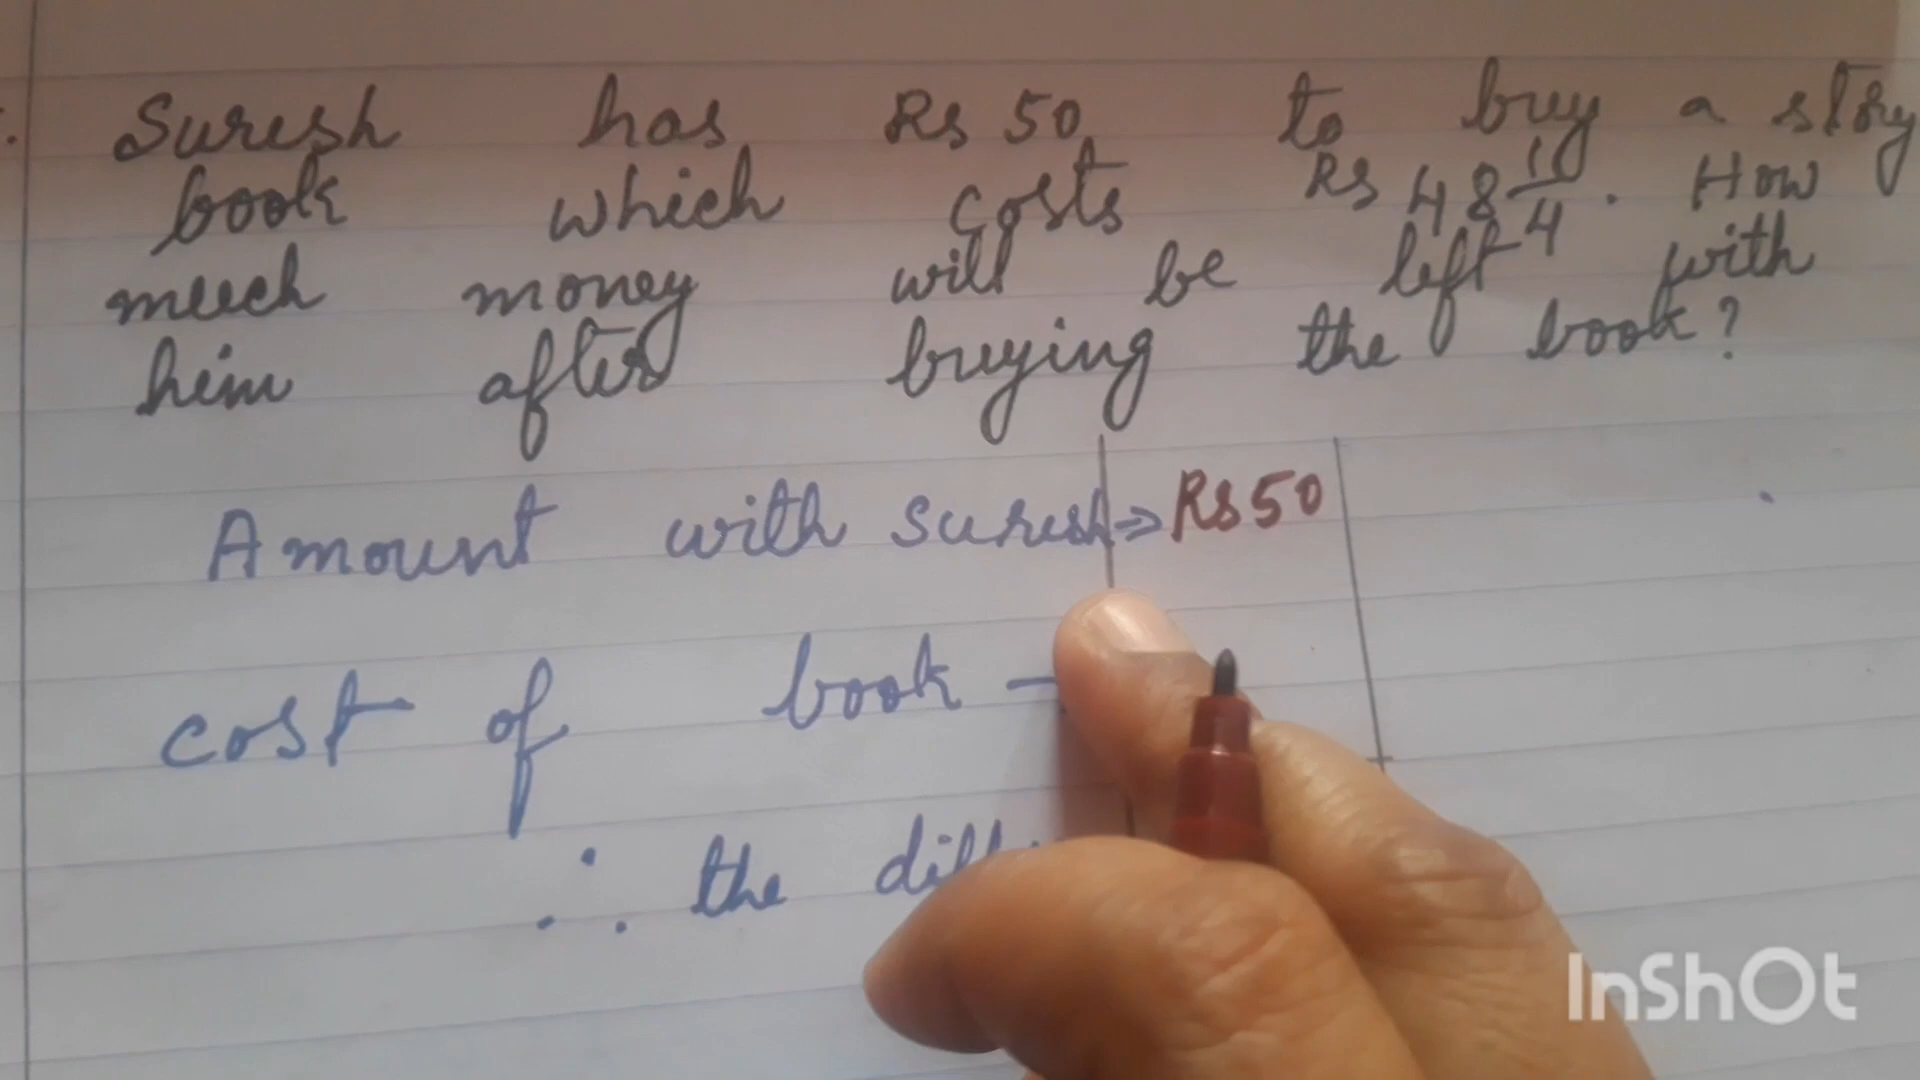 Suresh has Rs 50 to buy a story
book which costs Rs 48 1/4. How
much money will be left with
him after buying the book?
Amount with Suresh ⇒ Rs 50
cost of book –
∴ the
InShOt